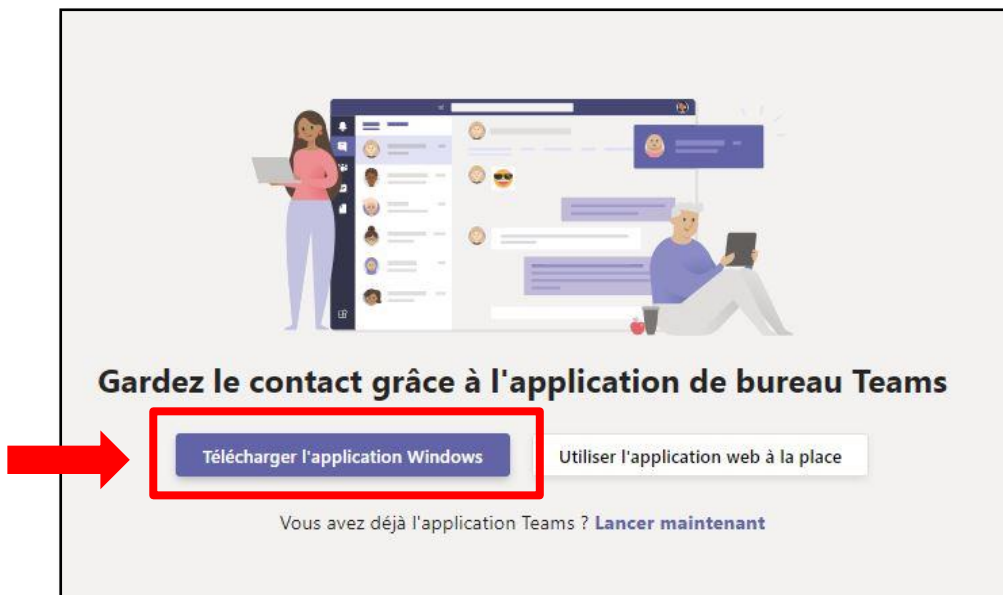 Gardez le contact grâce à l'application de bureau Teams
Télécharger l'application Windows
Utiliser l'application web à la place
Vous avez déjà l'application Teams ? Lancer maintenant